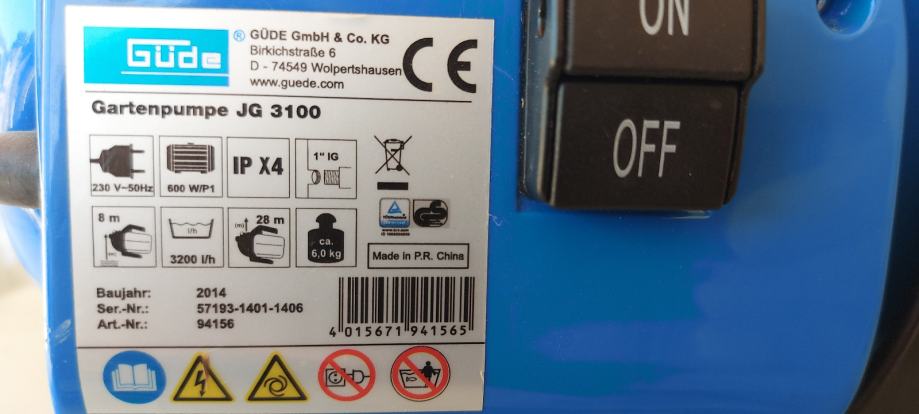 Güde ®
GÜDE GmbH & Co. KG
Birkichstraße 6
D - 74549 Wolpertshausen
www.guede.com
CE
Gartenpumpe JG 3100
230 V~50Hz
600 W/P1
IP X4
1" IG
8 m
l/h
3200 l/h
(m)
28 m
ca.
6,0 kg
Made in P.R. China
Baujahr: 2014
Ser.-Nr.: 57193-1401-1406
Art.-Nr.: 94156
4 015671 941565
ON
OFF